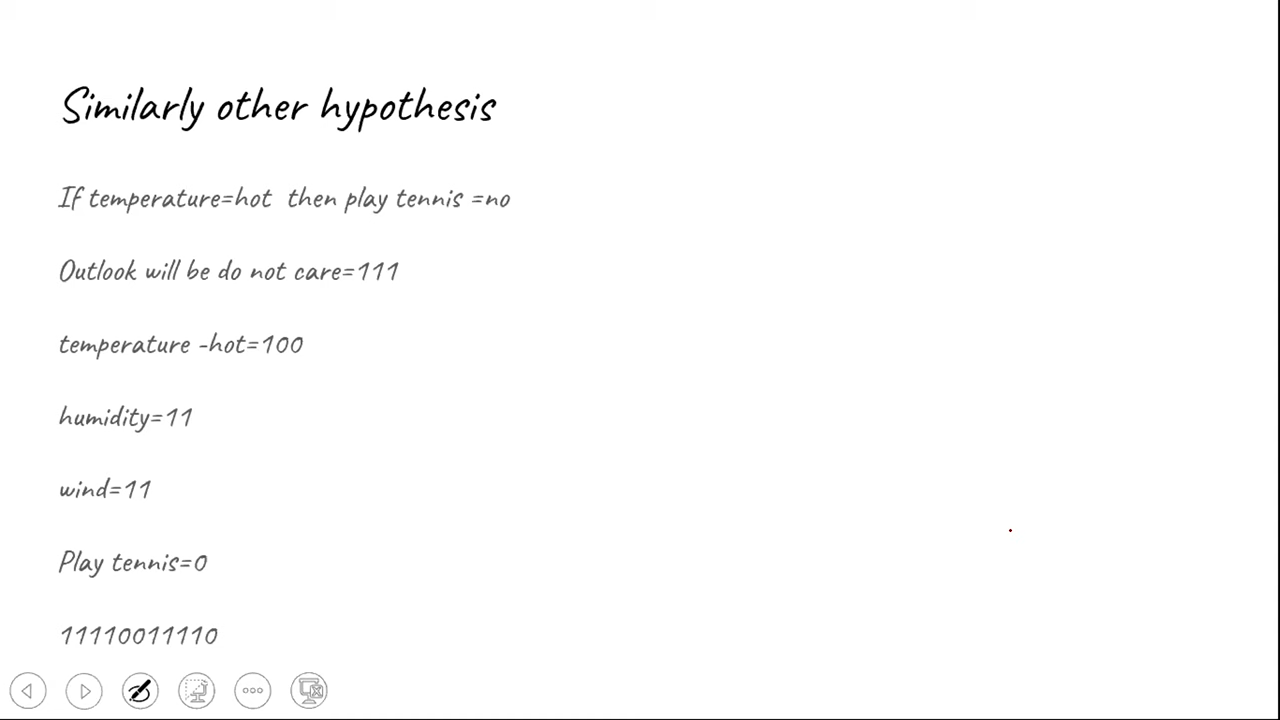 Similarly other hypothesis
If temperature=hot then play tennis =no
Outlook will be do not care=111
temperature -hot=100
humidity=11
wind=11
Play tennis=0
11110011110